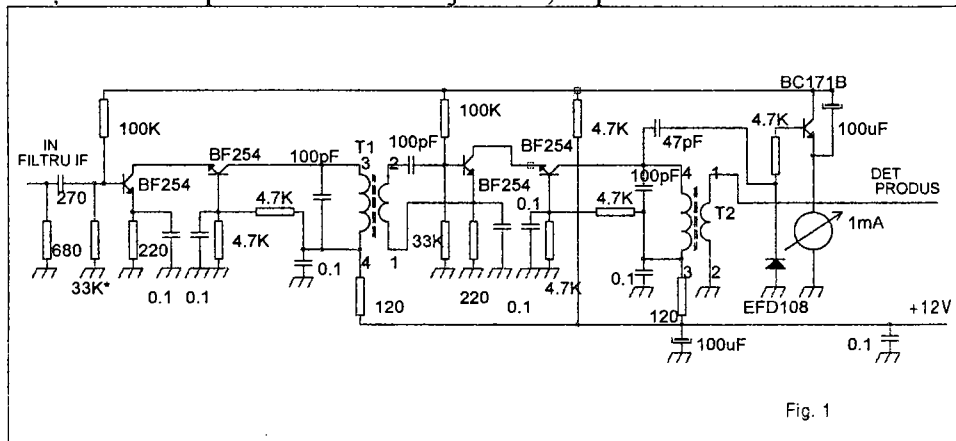 BC171B
100K
100K
4.7K
4.7K
100uF
IN
FILTRU IF
47pF
T1
100pF
3
2
100pF
BF254
BF254
BF254
100pF
4
1
DET
PRODUS
270
4.7K
0.1
4.7K
T2
1mA
680
220
4.7K
33K
33K*
0.1
0.1
0.1
4
1
220
0.1
4.7K
0.1
3
2
120
120
EFD108
+12V
100uF
0.1
Fig. 1